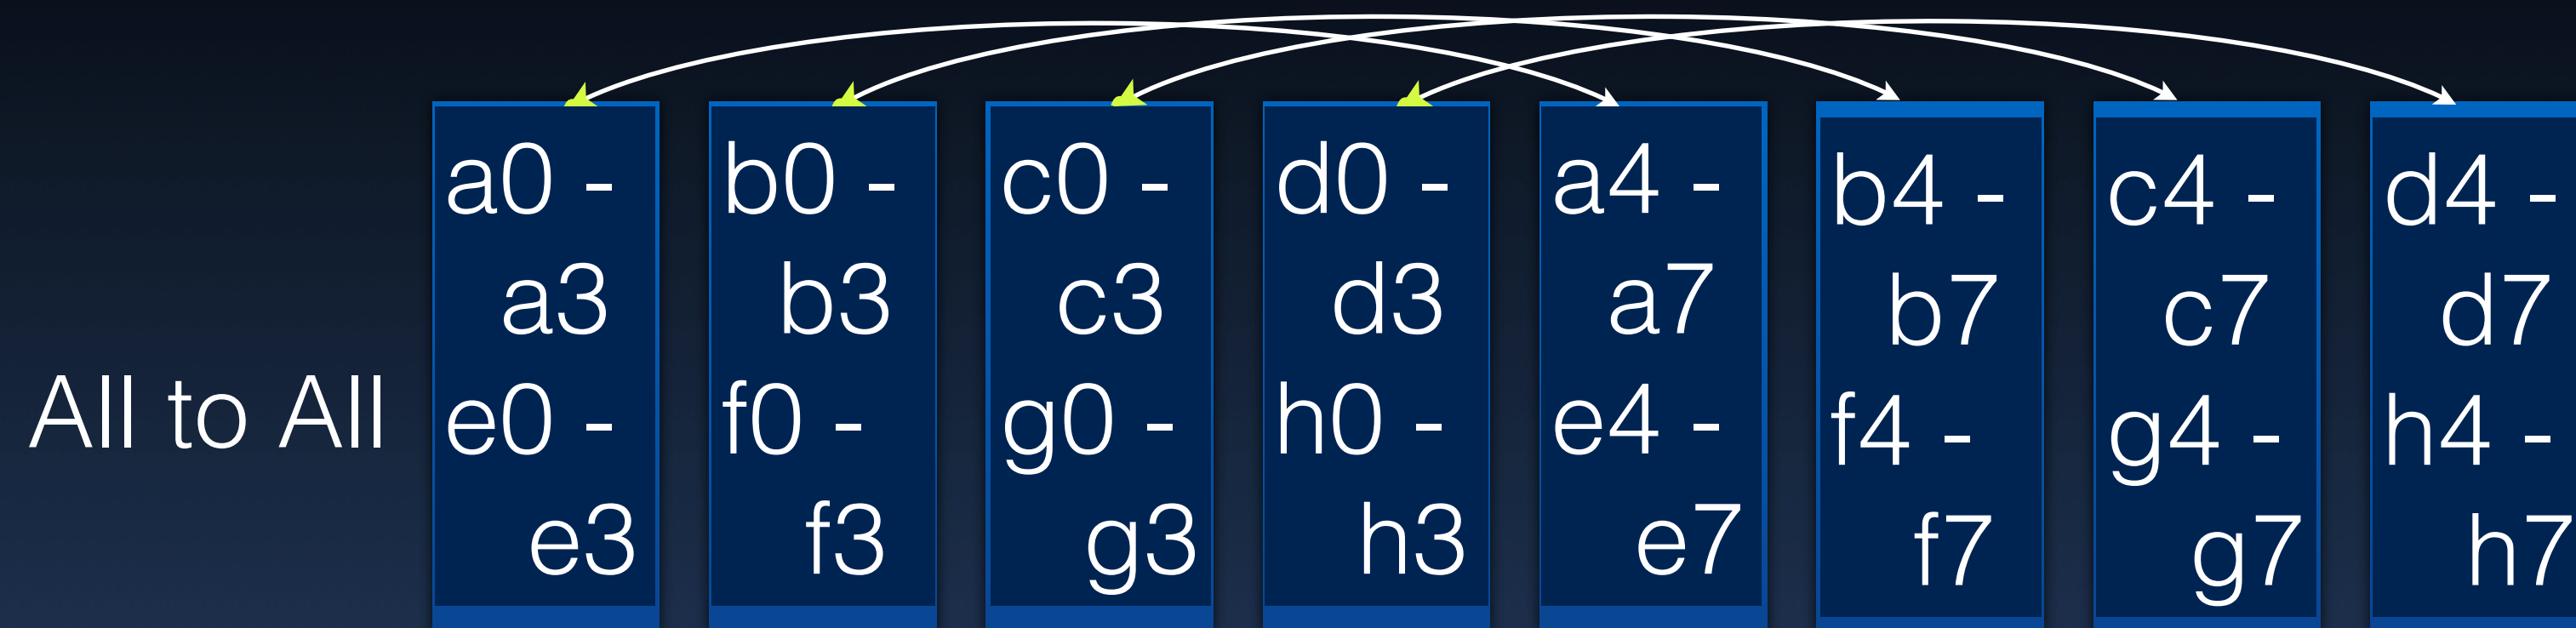 All to All
a0 -
a3
e0 -
e3
b0 -
b3
f0 -
f3
c0 -
c3
g0 -
g3
d0 -
d3
h0 -
h3
a4 -
a7
e4 -
e7
b4 -
b7
f4 -
f7
c4 -
c7
g4 -
g7
d4 -
d7
h4 -
h7